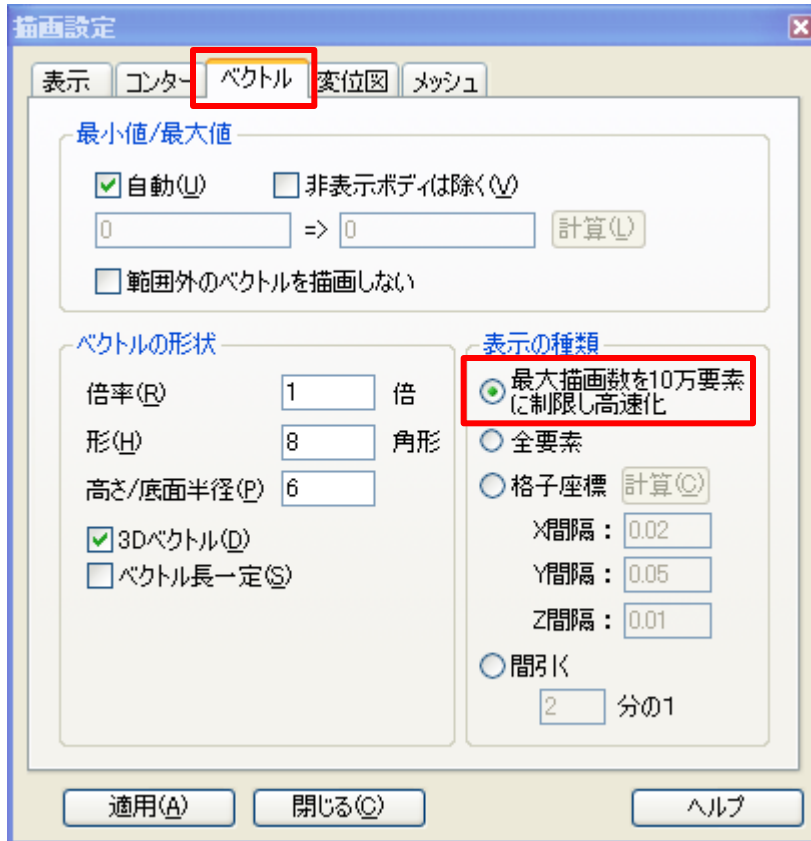 描画設定
表示 コンター ベクトル 変位図 メッシュ
最小値/最大値
自動(U) 非表示ボディは除く(V)
0 => 0 計算(L)
範囲外のベクトルを描画しない
ベクトルの形状
倍率(R) 1 倍
形(H) 8 角形
高さ/底面半径(P) 6
3Dベクトル(D)
ベクトル長一定(S)
表示の種類
最大描画数を10万要素
に制限し高速化
全要素
格子座標 計算(C)
X間隔: 0.02
Y間隔: 0.05
Z間隔: 0.01
間引く
2 分の1
適用(A) 閉じる(C) ヘルプ